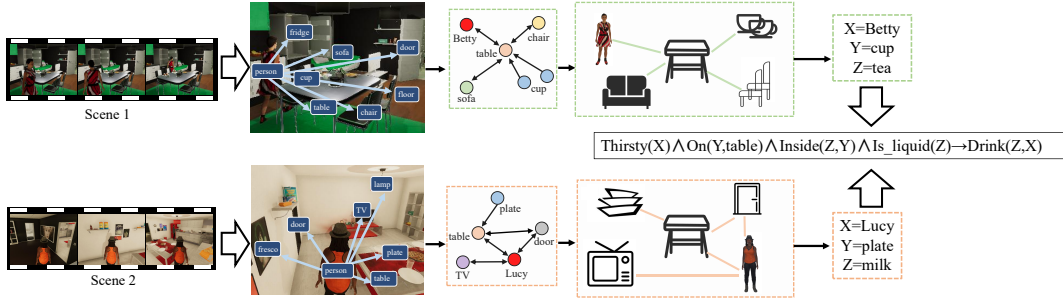 Scene 1
fridge
sofa
door
person
cup
floor
table
chair
Betty
chair
table
sofa
cup
X=Betty
Y=cup
Z=tea
Thirsty(X)∧On(Y,table)∧Inside(Z,Y)∧Is_liquid(Z)→Drink(Z,X)
Scene 2
lamp
TV
door
fresco
plate
person
table
plate
table
door
TV
Lucy
X=Lucy
Y=plate
Z=milk